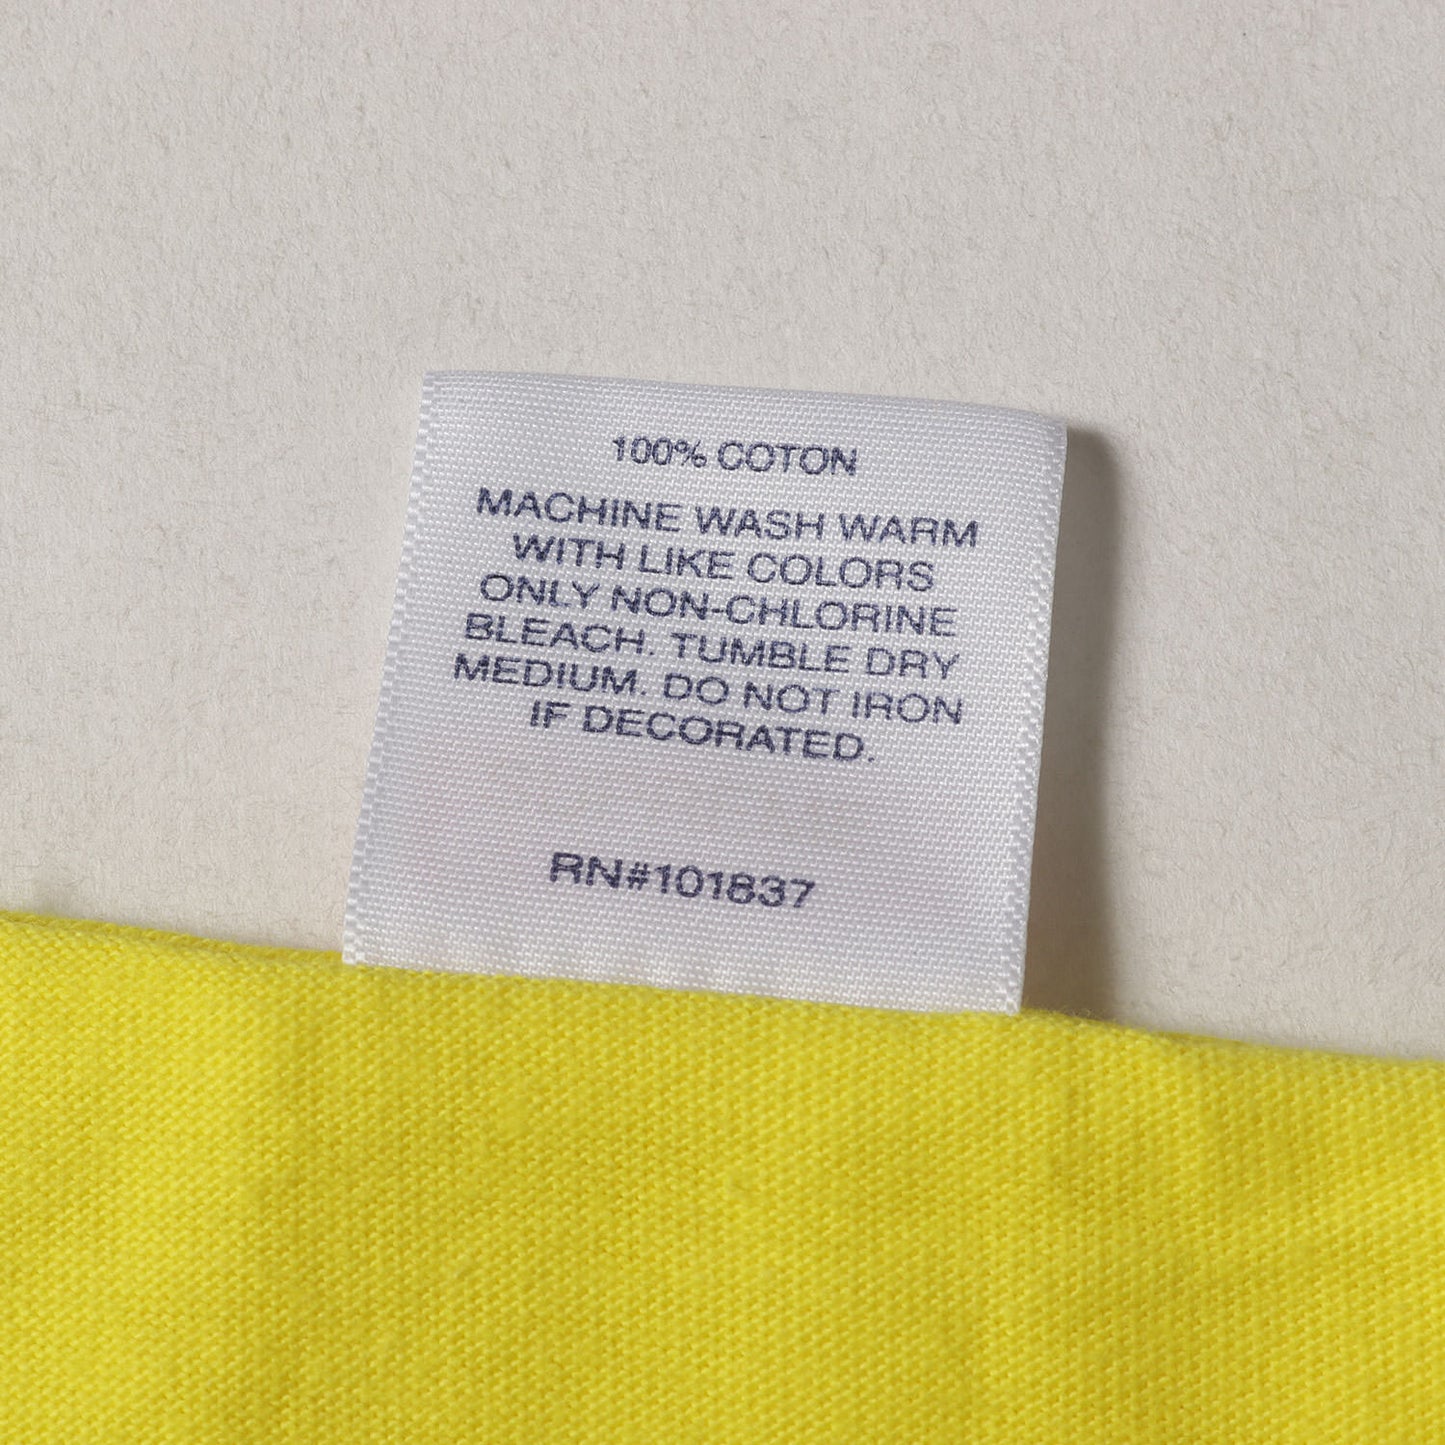 100% COTON
MACHINE WASH WARM
WITH LIKE COLORS
ONLY NON-CHLORINE
BLEACH. TUMBLE DRY
MEDIUM. DO NOT IRON
IF DECORATED.
RN#101837